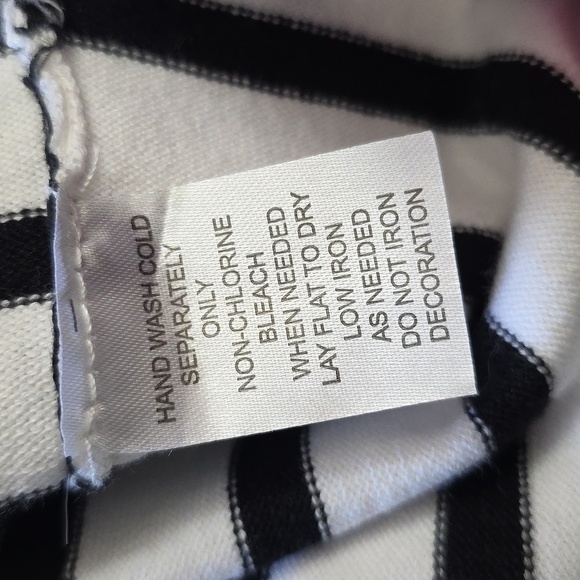 HAND WASH COLD
SEPARATELY
ONLY
NON-CHLORINE
BLEACH
WHEN NEEDED
LAY FLAT TO DRY
LOW IRON
AS NEEDED
DO NOT IRON
DECORATION